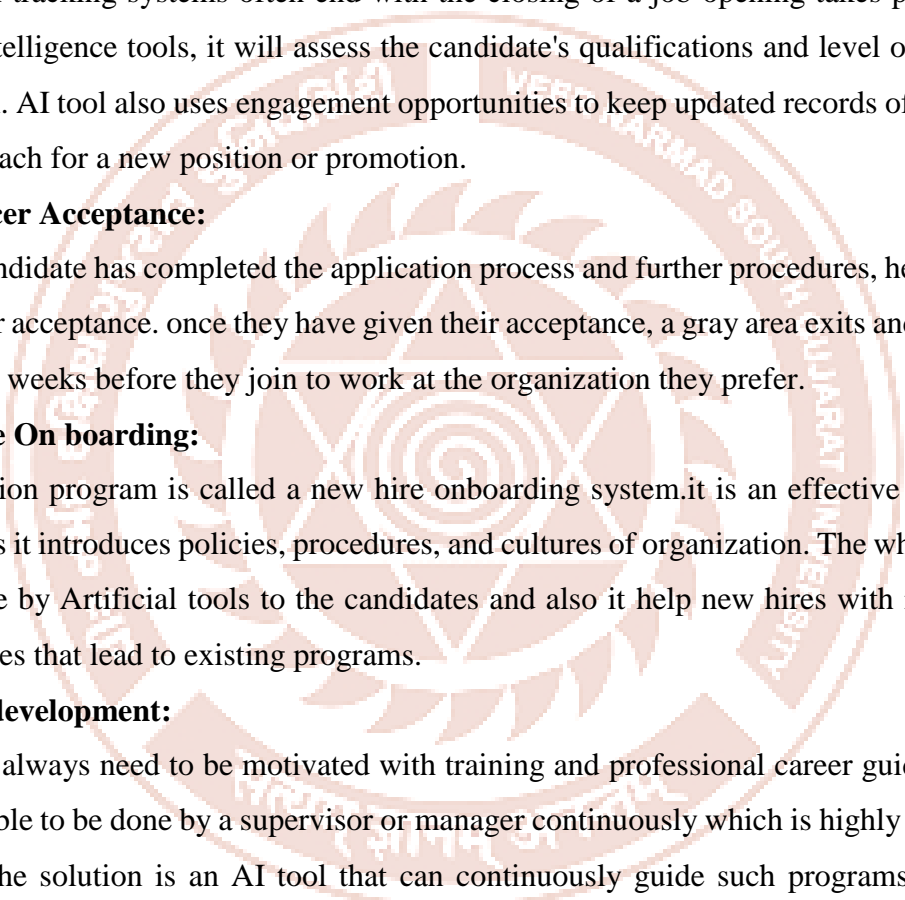 tracking systems often end with the closing of a job opening takes p
telligence tools, it will assess the candidate's qualifications and level o
. AI tool also uses engagement opportunities to keep updated records of
ach for a new position or promotion.
cer Acceptance:
ndidate has completed the application process and further procedures, he
r acceptance. once they have given their acceptance, a gray area exits and
weeks before they join to work at the organization they prefer.
e On boarding:
ion program is called a new hire onboarding system.it is an effective
s it introduces policies, procedures, and cultures of organization. The wh
e by Artificial tools to the candidates and also it help new hires with
es that lead to existing programs.
development:
always need to be motivated with training and professional career guid
ble to be done by a supervisor or manager continuously which is highly
he solution is an AI tool that can continuously guide such programs
VEER NARMAD SOUTH GUJARAT UNIVERSITY